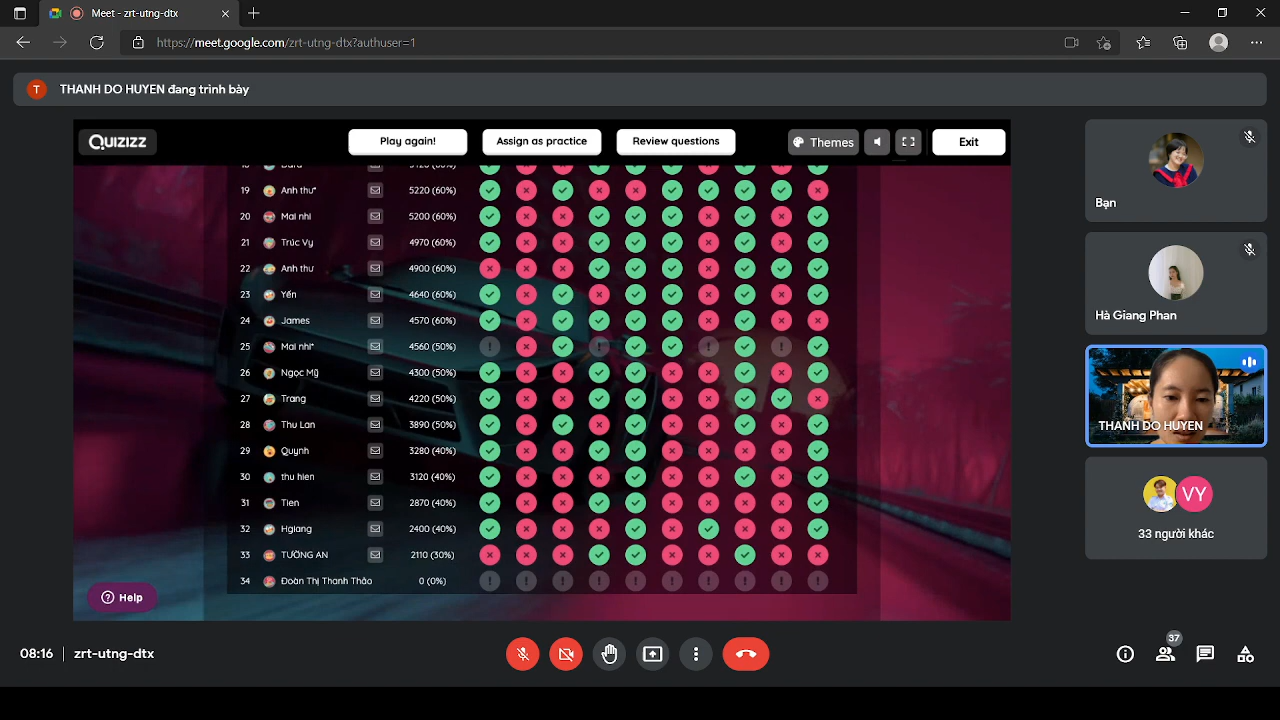 Meet - zrt-utng-dtx
https://meet.google.com/zrt-utng-dtx?authuser=1
T THANH DO HUYEN đang trình bày
Quizizz
Play again!
Assign as practice
Review questions
Themes
Exit
19 Anh thư* 5220 (60%)
20 Mai nhi 5200 (60%)
21 Trúc Vy 4970 (60%)
22 Anh thư 4900 (60%)
23 Yến 4640 (60%)
24 James 4570 (60%)
25 Mai nhi* 4560 (50%)
26 Ngọc Mỹ 4300 (50%)
27 Trang 4220 (50%)
28 Thu Lan 3890 (50%)
29 Quynh 3280 (40%)
30 thu hien 3120 (40%)
31 Tien 2870 (40%)
32 Hgiang 2400 (40%)
33 TƯỜNG AN 2110 (30%)
34 Đoàn Thị Thanh Thảo 0 (0%)
Help
Bạn
Hà Giang Phan
THANH DO HUYEN
VY
33 người khác
08:16 zrt-utng-dtx
37